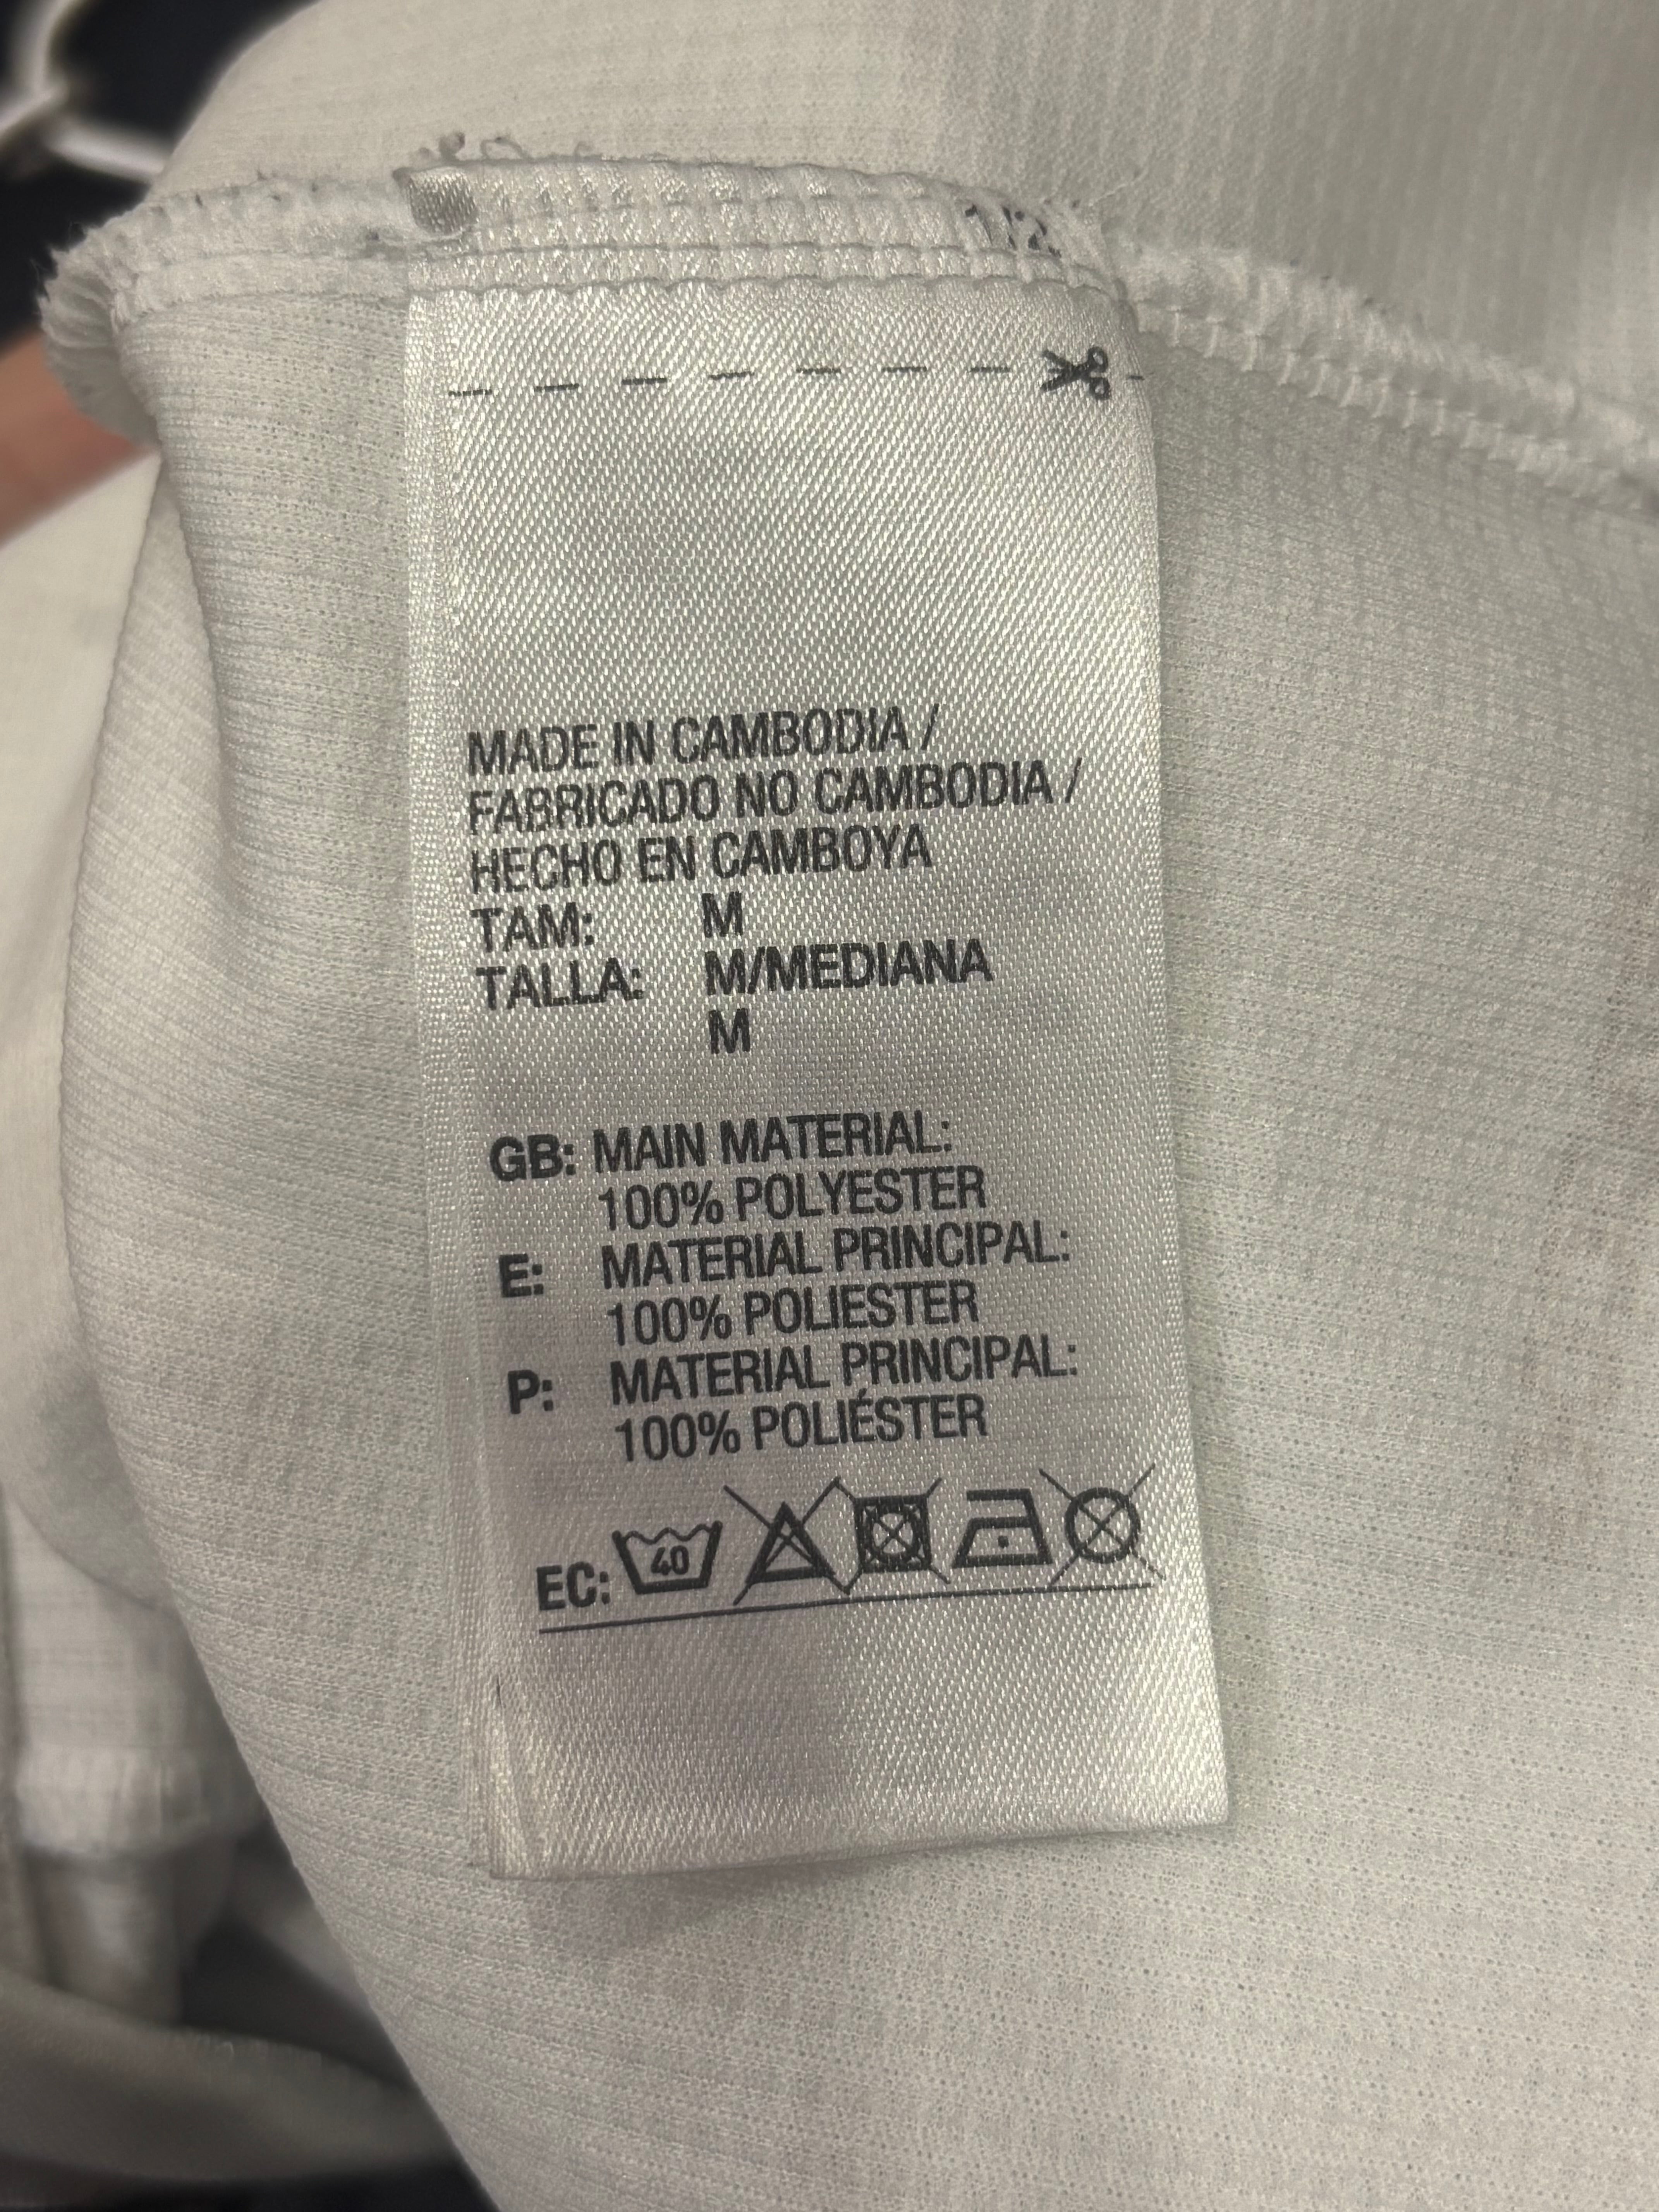 MADE IN CAMBODIA /
FABRICADO NO CAMBODIA /
HECHO EN CAMBOYA
TAM: M
TALLA: M/MEDIANA
M
GB: MAIN MATERIAL:
100% POLYESTER
E: MATERIAL PRINCIPAL:
100% POLIESTER
P: MATERIAL PRINCIPAL:
100% POLIÉSTER
EC: 40